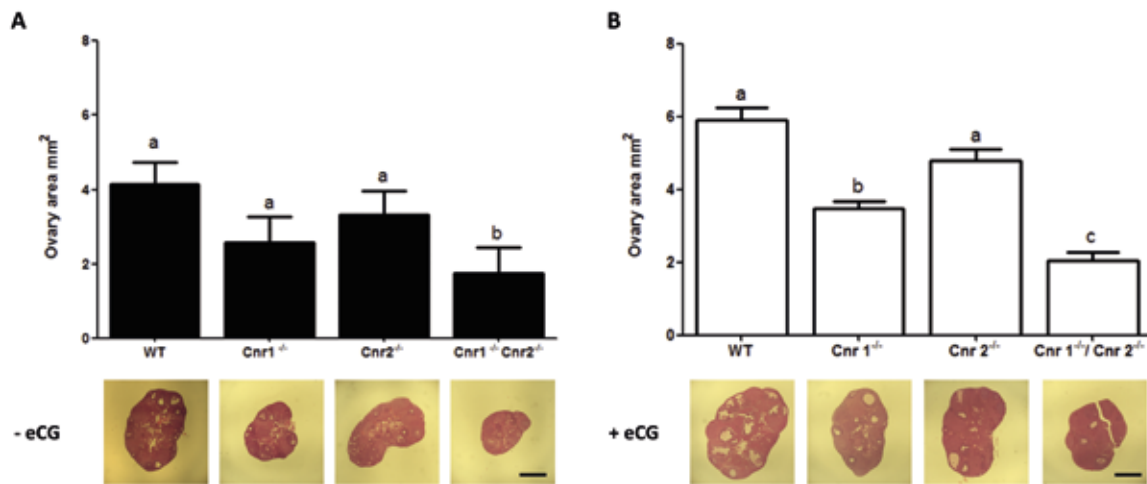 A
8
6
4
2
0
Ovary area mm²
a
a
a
b
WT
Cnr1 -/-
Cnr2-/-
Cnr1 -/- Cnr2-/-
- eCG
B
8
6
4
2
0
Ovary area mm²
a
b
a
c
WT
Cnr 1-/-
Cnr 2-/-
Cnr 1-/-/ Cnr 2-/-
+ eCG